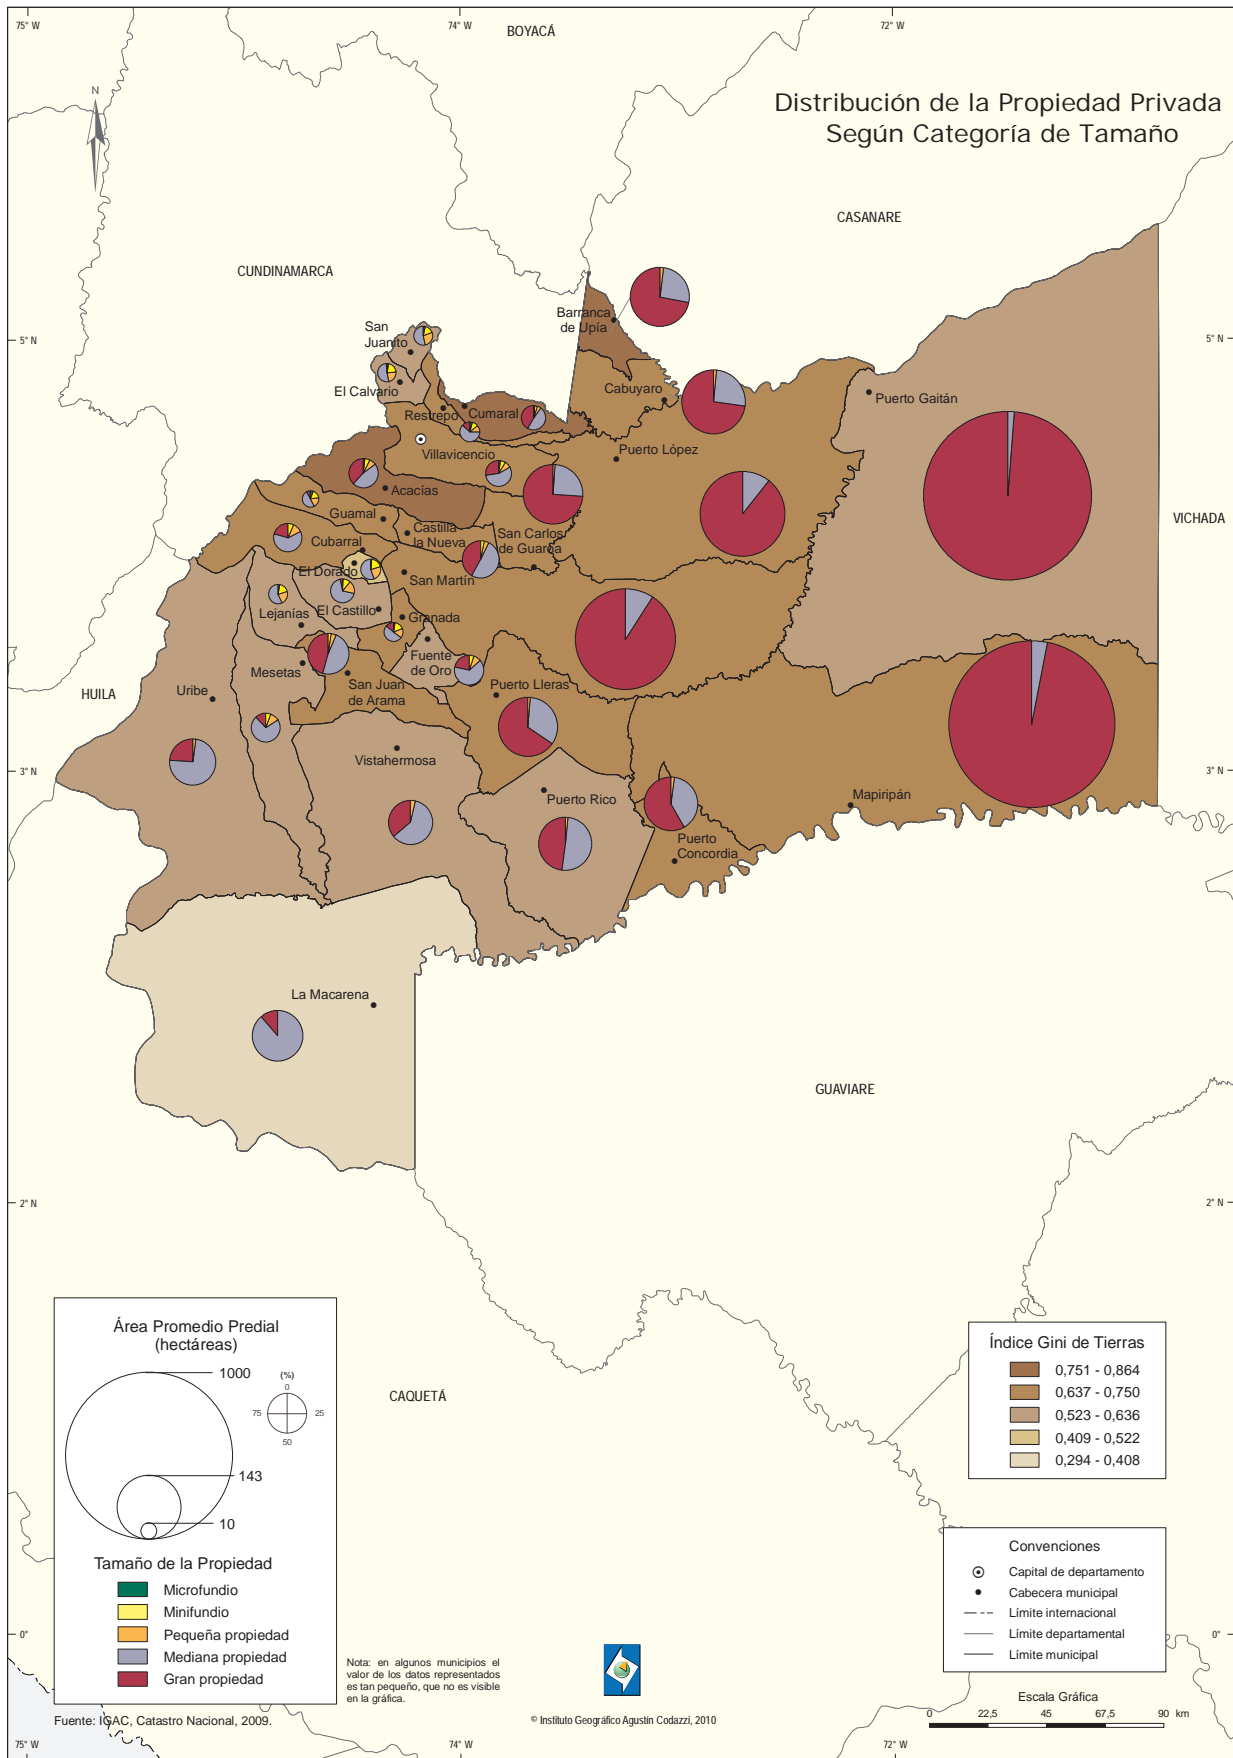 75° W
74° W
72° W
BOYACÁ
N
Distribución de la Propiedad Privada
Según Categoría de Tamaño
CASANARE
CUNDINAMARCA
5° N
5° N
Barranca
de Upía
San
Juanito
El Calvario
Restrepo
Cumaral
Cabuyaro
Puerto Gaitán
Villavicencio
Puerto López
Acacías
Guamal
Castilla
la Nueva
San Carlos
de Guaroa
VICHADA
Cubarral
El Dorado
San Martín
Lejanías
El Castillo
Granada
Fuente
de Oro
Mesetas
San Juan
de Arama
Puerto Lleras
HUILA
Uribe
3° N
3° N
Vistahermosa
Puerto Rico
Mapiripán
Puerto
Concordia
La Macarena
GUAVIARE
2° N
2° N
CAQUETÁ
Área Promedio Predial
(hectáreas)
1000
143
10
(%)
0
75
25
50
Tamaño de la Propiedad
Microfundio
Minifundio
Pequeña propiedad
Mediana propiedad
Gran propiedad
Índice Gini de Tierras
0,751 - 0,864
0,637 - 0,750
0,523 - 0,636
0,409 - 0,522
0,294 - 0,408
Convenciones
Capital de departamento
Cabecera municipal
Límite internacional
Límite departamental
Límite municipal
0°
0°
Nota: en algunos municipios el
valor de los datos representados
es tan pequeño, que no es visible
en la gráfica.
Fuente: IGAC, Catastro Nacional, 2009.
© Instituto Geográfico Agustín Codazzi, 2010
Escala Gráfica
0
22,5
45
67,5
90 km
75° W
74° W
72° W